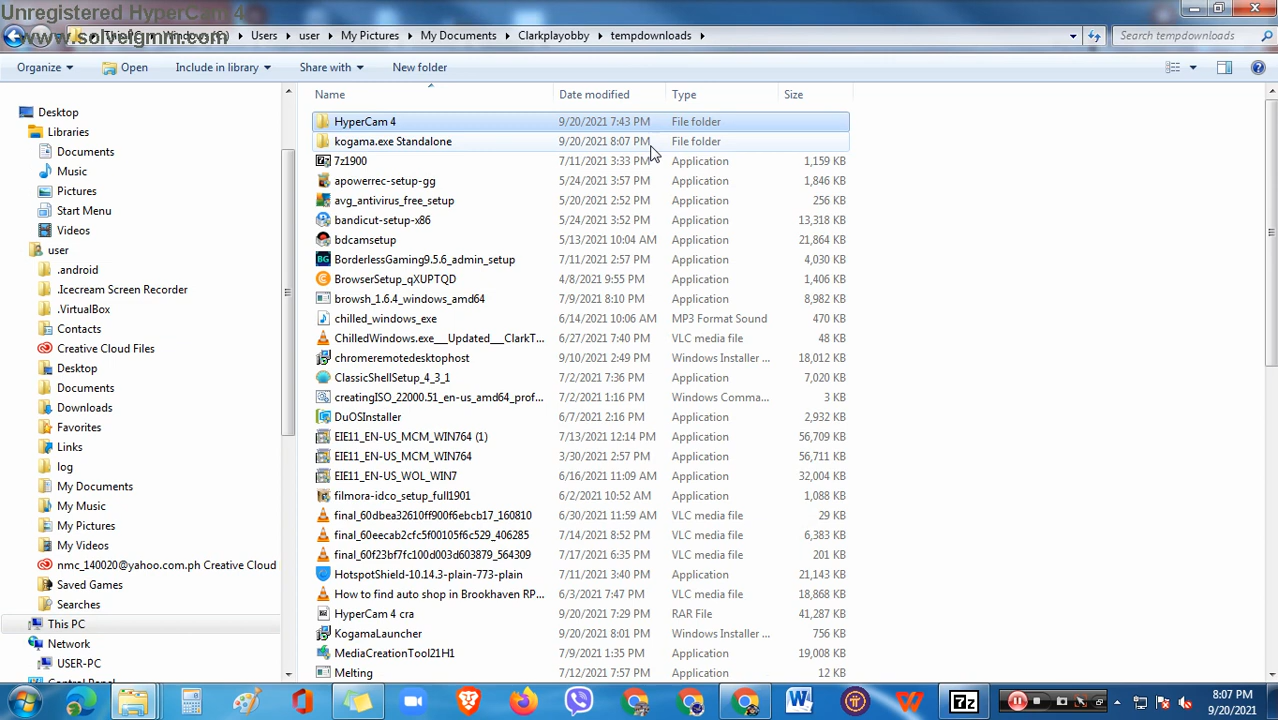 Unregistered HyperCam 4
www.solveigmm.com
Users
user
My Pictures
My Documents
Clarkplayobby
tempdownloads
Search tempdownloads
Organize
Open
Include in library
Share with
New folder
Name
Date modified
Type
Size
Desktop
Libraries
Documents
Music
Pictures
Start Menu
Videos
user
.android
.Icecream Screen Recorder
.VirtualBox
Contacts
Creative Cloud Files
Desktop
Documents
Downloads
Favorites
Links
log
My Documents
My Music
My Pictures
My Videos
nmc_140020@yahoo.com.ph Creative Cloud
Saved Games
Searches
This PC
Network
USER-PC
HyperCam 4 9/20/2021 7:43 PM File folder
kogama.exe Standalone 9/20/2021 8:07 PM File folder
7z1900 7/11/2021 3:33 PM Application 1,159 KB
apowerrec-setup-gg 5/24/2021 3:57 PM Application 1,846 KB
avg_antivirus_free_setup 5/20/2021 2:52 PM Application 256 KB
bandicut-setup-x86 5/24/2021 3:52 PM Application 13,318 KB
bdcamsetup 5/13/2021 10:04 AM Application 21,864 KB
BorderlessGaming9.5.6_admin_setup 7/11/2021 2:57 PM Application 4,030 KB
BrowserSetup_qXUPTQD 4/8/2021 9:55 PM Application 1,406 KB
browsh_1.6.4_windows_amd64 7/9/2021 8:10 PM Application 8,982 KB
chilled_windows_exe 6/14/2021 10:06 AM MP3 Format Sound 470 KB
ChilledWindows.exe__Updated__ClarkT... 6/27/2021 7:40 PM VLC media file 48 KB
chromeremotedesktophost 9/10/2021 2:49 PM Windows Installer ... 18,012 KB
ClassicShellSetup_4_3_1 7/2/2021 7:36 PM Application 7,020 KB
creatingISO_22000.51_en-us_amd64_prof... 7/2/2021 1:16 PM Windows Comma... 3 KB
DuOSInstaller 6/7/2021 2:16 PM Application 2,932 KB
EIE11_EN-US_MCM_WIN764 (1) 7/13/2021 12:14 PM Application 56,709 KB
EIE11_EN-US_MCM_WIN764 3/30/2021 2:57 PM Application 56,711 KB
EIE11_EN-US_WOL_WIN7 6/16/2021 11:09 AM Application 32,004 KB
filmora-idco_setup_full1901 6/2/2021 10:52 AM Application 1,088 KB
final_60dbea32610ff900f6ebcb17_160810 6/30/2021 11:59 AM VLC media file 29 KB
final_60eecab2cfc5f00105f6c529_406285 7/14/2021 8:52 PM VLC media file 6,383 KB
final_60f23bf7fc100d003d603879_564309 7/17/2021 6:35 PM VLC media file 201 KB
HotspotShield-10.14.3-plain-773-plain 7/11/2021 3:40 PM Application 21,143 KB
How to find auto shop in Brookhaven RP... 6/3/2021 7:47 PM VLC media file 18,868 KB
HyperCam 4 cra 9/20/2021 7:29 PM RAR File 41,287 KB
KogamaLauncher 9/20/2021 8:01 PM Windows Installer ... 756 KB
MediaCreationTool21H1 7/9/2021 1:35 PM Application 19,008 KB
Melting 7/12/2021 7:57 PM Application 12 KB
8:07 PM
9/20/2021